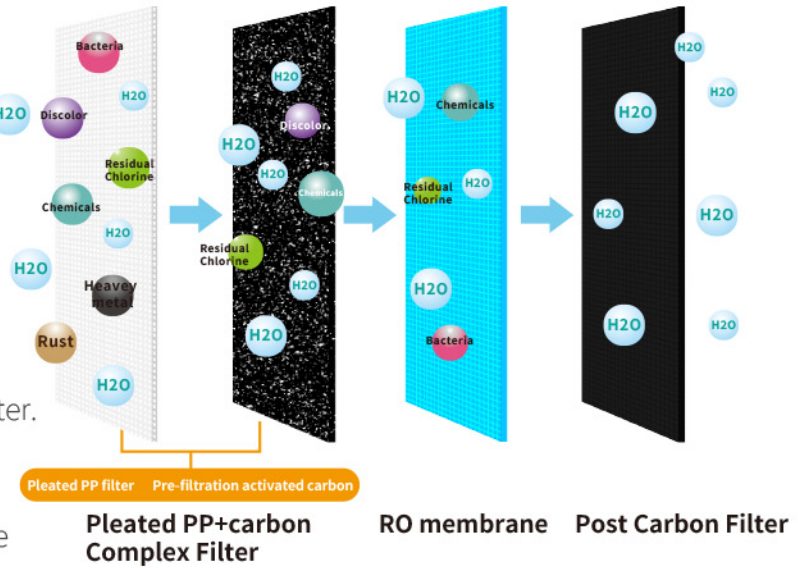 Bacteria
H2O
H2O
Discolor
Residual
Chlorine
Chemicals
H2O
H2O
Heavey
metal
Rust
H2O
H2O
Discolor.
H2O
H2O
Chemicals
Residual
Chlorine
H2O
H2O
H2O
Chemicals
Residual
Chlorine
H2O
H2O
Bacteria
H2O
H2O
H2O
H2O
H2O
H2O
H2O
ter.
Pleated PP filter
Pre-filtration activated carbon
e
Pleated PP+carbon
Complex Filter
RO membrane
Post Carbon Filter